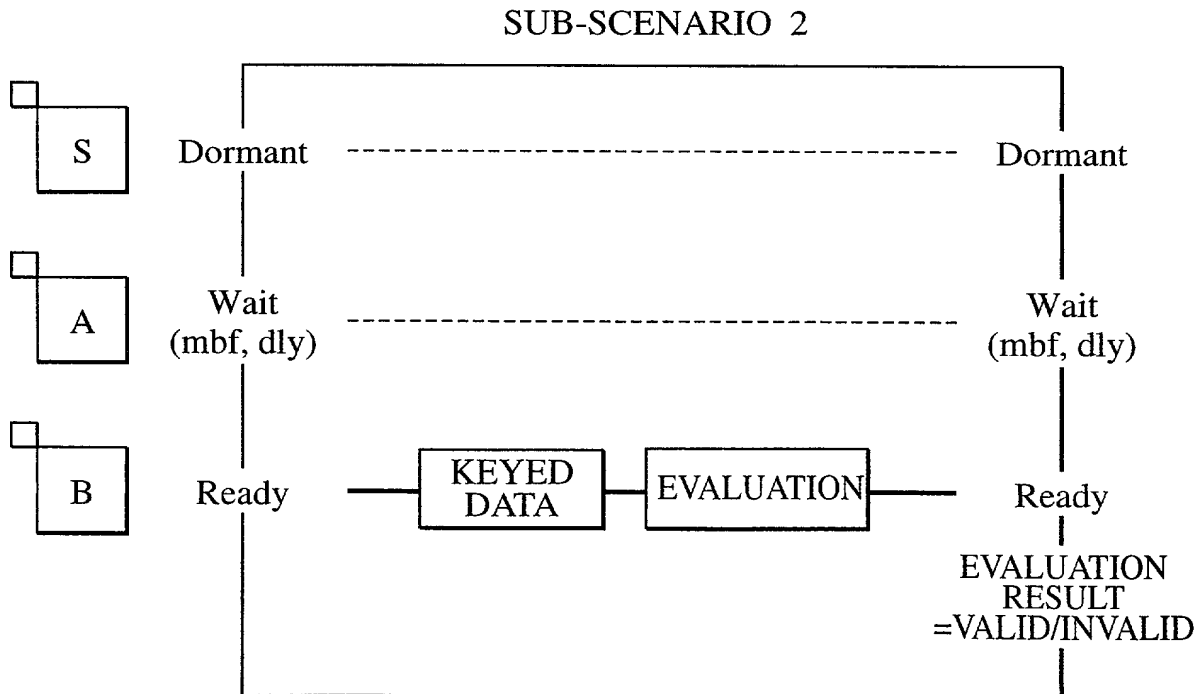 SUB-SCENARIO 2
S
Dormant
Dormant
A
Wait
(mbf, dly)
Wait
(mbf, dly)
B
Ready
KEYED
DATA
EVALUATION
Ready
EVALUATION
RESULT
=VALID/INVALID